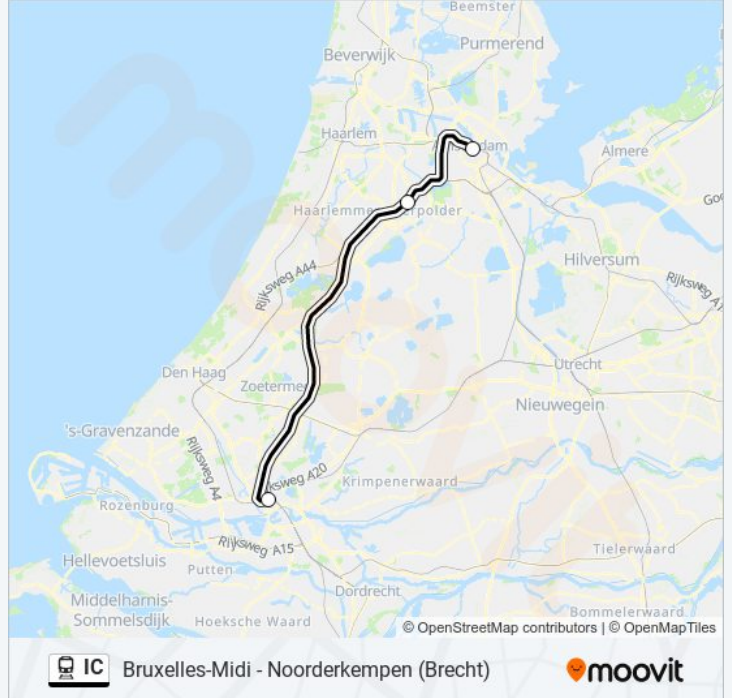 Beemster
Purmerend
Beverwijk
Haarlem
Almere
Haarlemmer
polder
Hilversum
Rijksweg A44
Den Haag
Zoetermeer
Utrecht
Nieuwegein
's-Gravenzande
Rijksweg A4
Krimpenerwaard
Rozenburg
Rijksweg A15
Tielerwaard
Hellevoetsluis
Putten
Dordrecht
Middelharnis-
Sommelsdijk
Hoeksche Waard
Bommelerwaard
© OpenStreetMap contributors | © OpenMapTiles
IC Bruxelles-Midi - Noorderkempen (Brecht) moovit